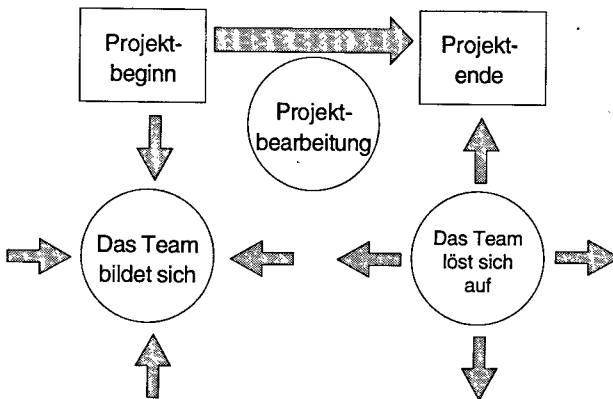 Projekt-
beginn
Projekt-
ende
Projekt-
bearbeitung
Das Team
bildet sich
Das Team
löst sich
auf